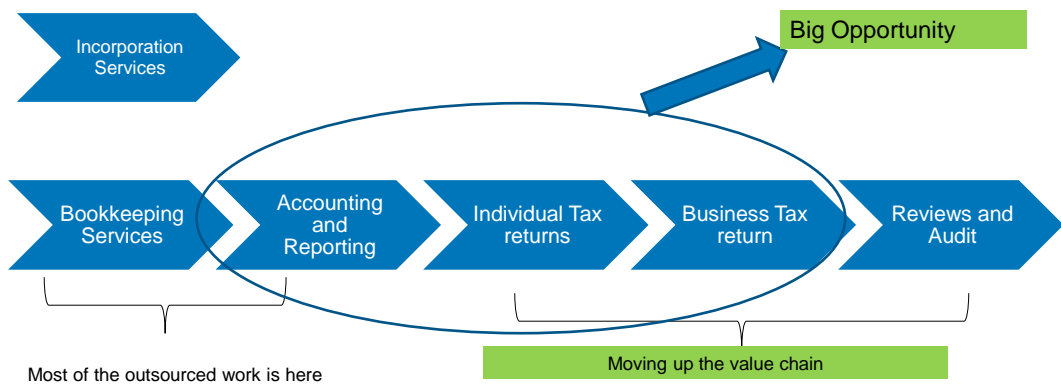 Big Opportunity
Incorporation
Services
Bookkeeping
Services
Accounting
and
Reporting
Individual Tax
returns
Business Tax
return
Reviews and
Audit
Most of the outsourced work is here
Moving up the value chain